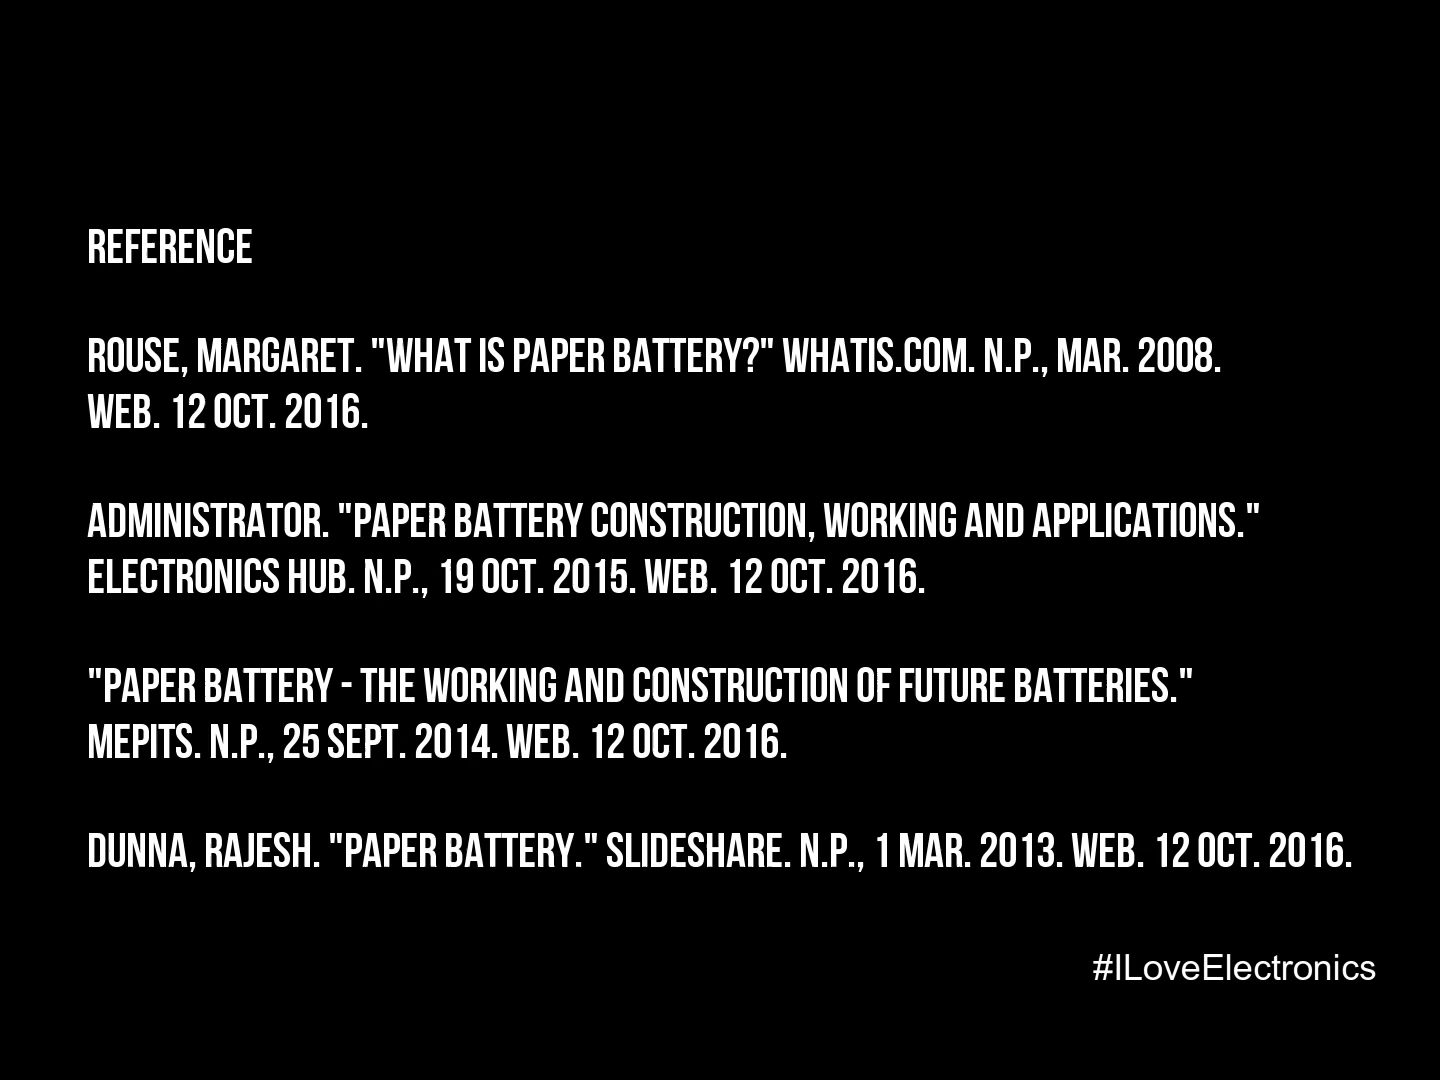 REFERENCE
ROUSE, MARGARET. "WHAT IS PAPER BATTERY?" WHATIS.COM. N.P., MAR. 2008.
WEB. 12 OCT. 2016.
ADMINISTRATOR. "PAPER BATTERY CONSTRUCTION, WORKING AND APPLICATIONS."
ELECTRONICS HUB. N.P., 19 OCT. 2015. WEB. 12 OCT. 2016.
"PAPER BATTERY - THE WORKING AND CONSTRUCTION OF FUTURE BATTERIES."
MEPITS. N.P., 25 SEPT. 2014. WEB. 12 OCT. 2016.
DUNNA, RAJESH. "PAPER BATTERY." SLIDESHARE. N.P., 1 MAR. 2013. WEB. 12 OCT. 2016.
#ILoveElectronics